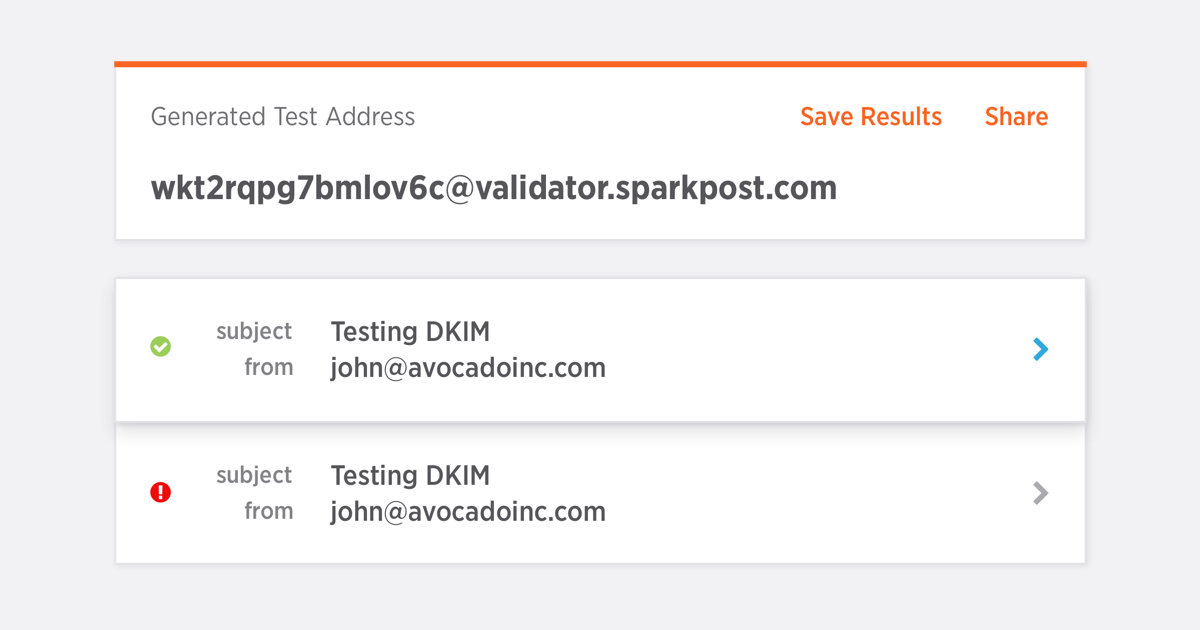 Generated Test Address Save Results Share
wkt2rqpg7bmlov6c@validator.sparkpost.com
subject Testing DKIM
from john@avocadoinc.com
subject Testing DKIM
from john@avocadoinc.com